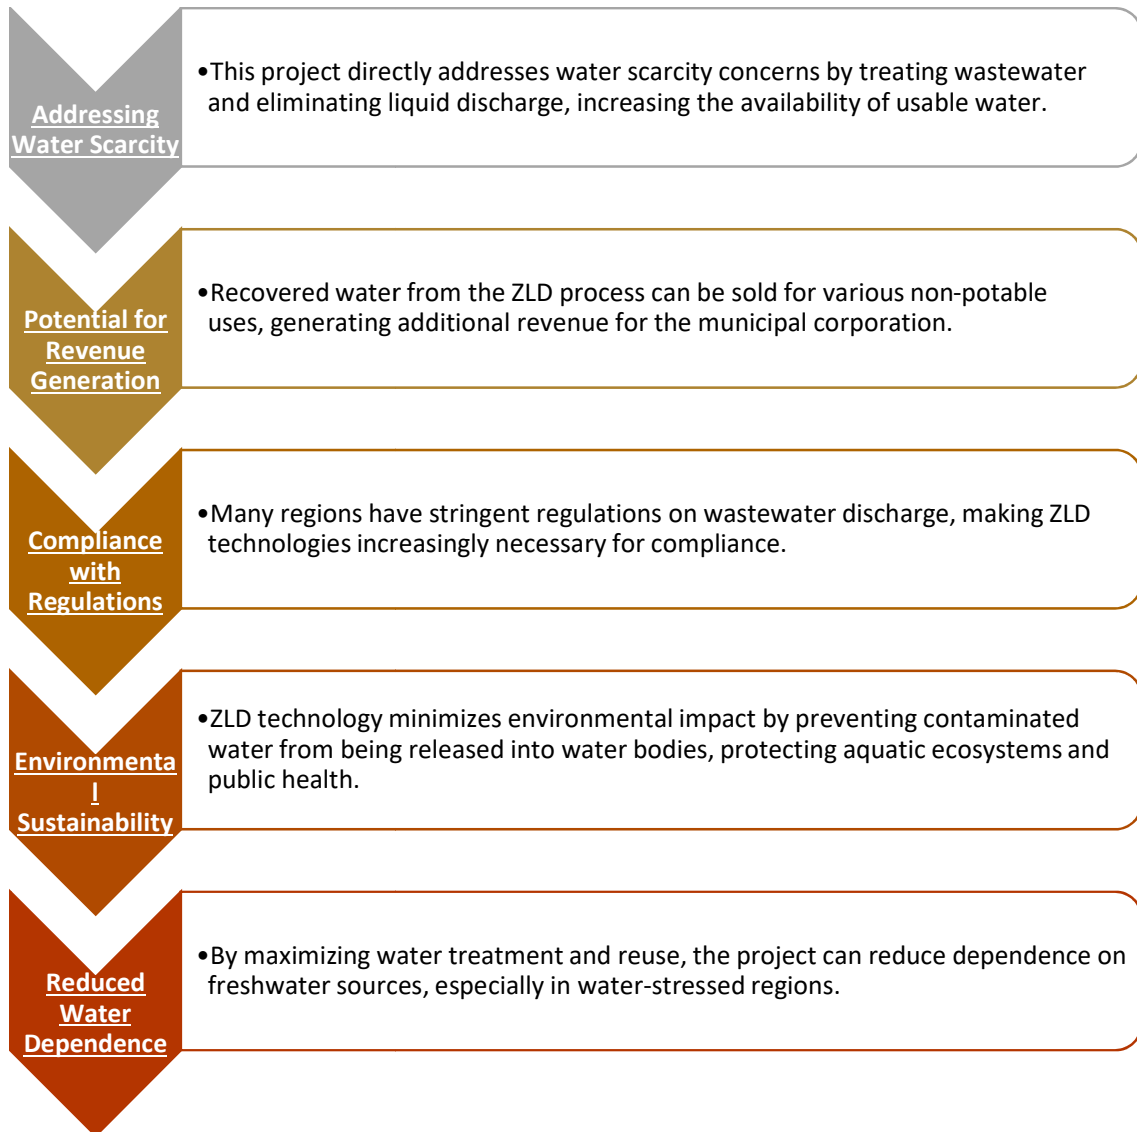 Addressing
Water Scarcity
•This project directly addresses water scarcity concerns by treating wastewater
and eliminating liquid discharge, increasing the availability of usable water.
Potential for
Revenue
Generation
•Recovered water from the ZLD process can be sold for various non-potable
uses, generating additional revenue for the municipal corporation.
Compliance
with
Regulations
•Many regions have stringent regulations on wastewater discharge, making ZLD
technologies increasingly necessary for compliance.
Environmenta
l
Sustainability
•ZLD technology minimizes environmental impact by preventing contaminated
water from being released into water bodies, protecting aquatic ecosystems and
public health.
Reduced
Water
Dependence
•By maximizing water treatment and reuse, the project can reduce dependence on
freshwater sources, especially in water-stressed regions.